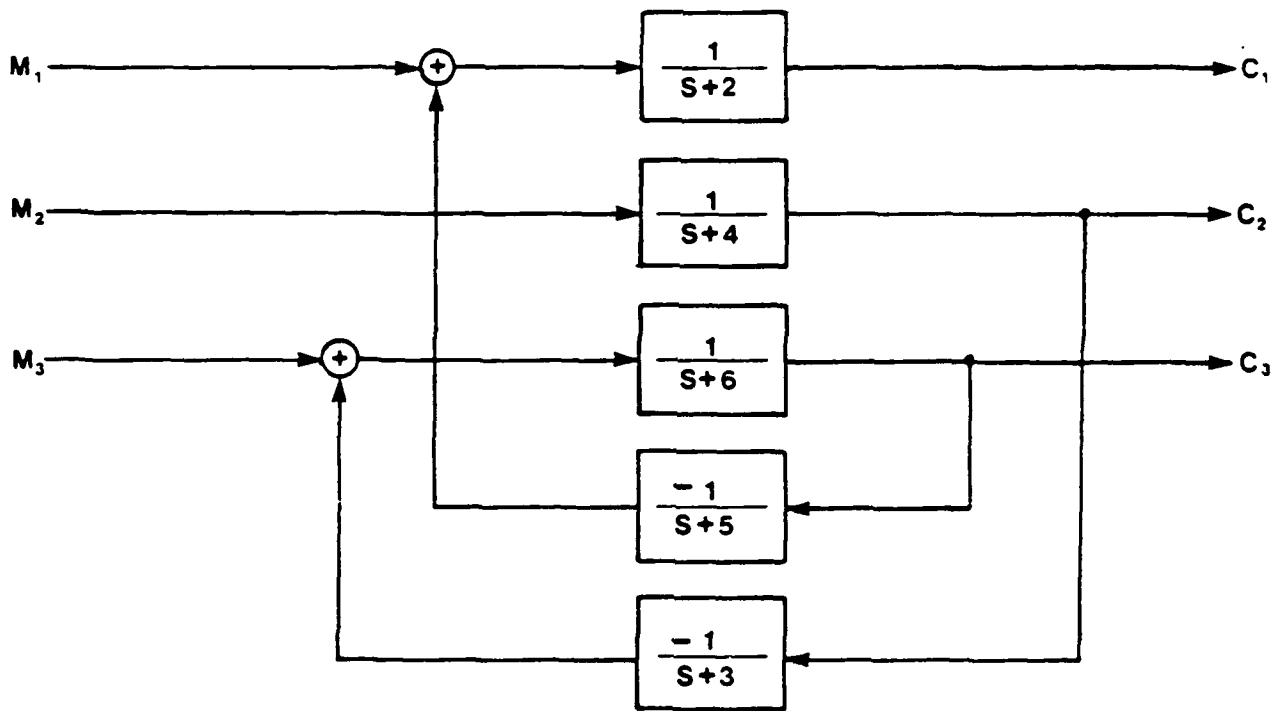 M₁ + 1 C₁
S+2
M₂ 1 C₂
S+4
M₃ + 1 C₃
S+6
- 1
S+5
- 1
S+3